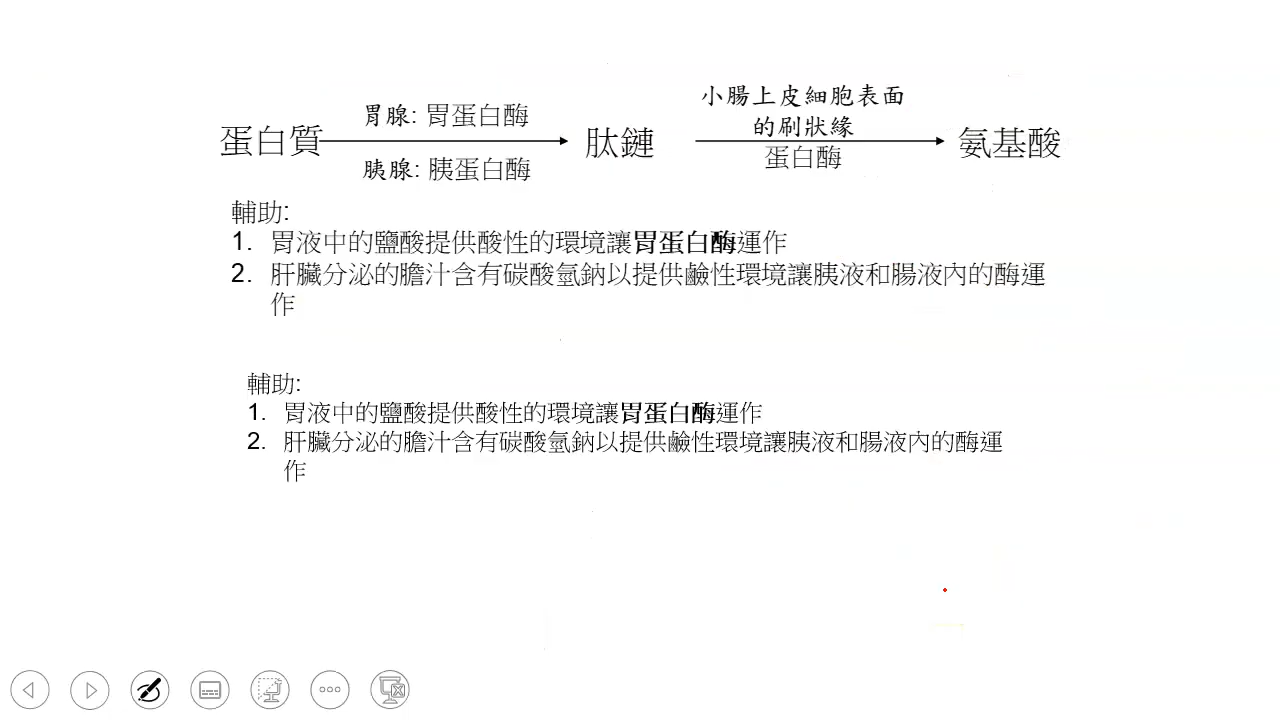 胃腺: 胃蛋白酶
小腸上皮細胞表面
的刷狀緣
蛋白質
肽鏈
氨基酸
胰腺: 胰蛋白酶
蛋白酶
輔助:
1. 胃液中的鹽酸提供酸性的環境讓胃蛋白酶運作
2. 肝臟分泌的膽汁含有碳酸氫鈉以提供鹼性環境讓胰液和腸液內的酶運
作
輔助:
1. 胃液中的鹽酸提供酸性的環境讓胃蛋白酶運作
2. 肝臟分泌的膽汁含有碳酸氫鈉以提供鹼性環境讓胰液和腸液內的酶運
作